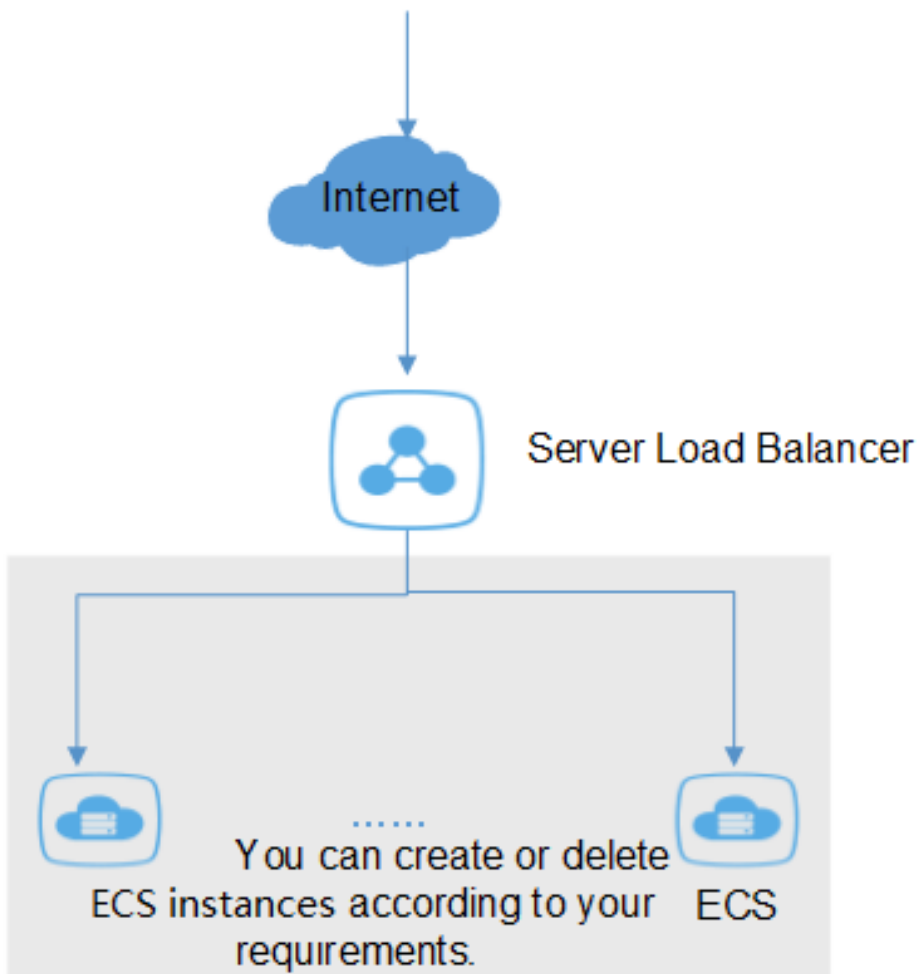 Internet
Server Load Balancer
......
You can create or delete
ECS instances according to your
requirements.
ECS